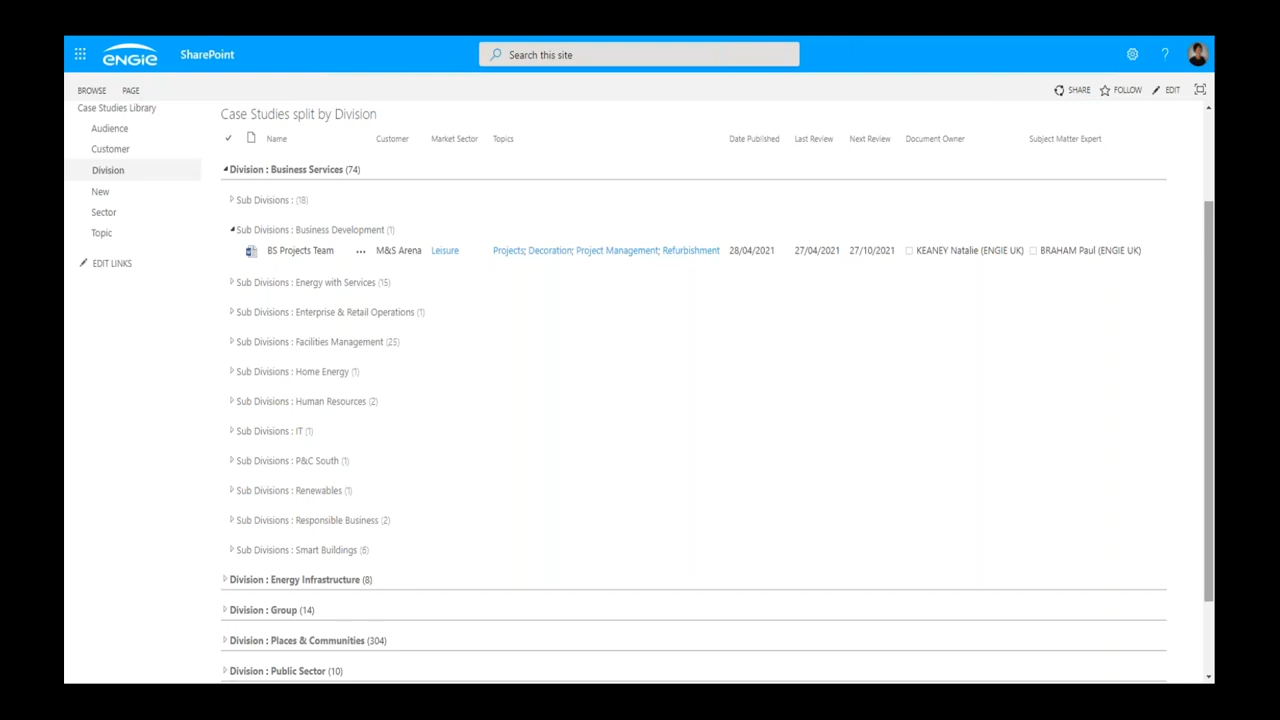 ENGIE SharePoint Search this site ?
BROWSE PAGE SHARE FOLLOW EDIT
Case Studies Library
Audience
Customer
Division
New
Sector
Topic
EDIT LINKS
Case Studies split by Division
Name Customer Market Sector Topics Date Published Last Review Next Review Document Owner Subject Matter Expert
Division : Business Services (74)
Sub Divisions : (18)
Sub Divisions : Business Development (1)
BS Projects Team ... M&S Arena Leisure Projects; Decoration; Project Management; Refurbishment 28/04/2021 27/04/2021 27/10/2021 KEANEY Natalie (ENGIE UK) BRAHAM Paul (ENGIE UK)
Sub Divisions : Energy with Services (15)
Sub Divisions : Enterprise & Retail Operations (1)
Sub Divisions : Facilities Management (25)
Sub Divisions : Home Energy (1)
Sub Divisions : Human Resources (2)
Sub Divisions : IT (1)
Sub Divisions : P&C South (1)
Sub Divisions : Renewables (1)
Sub Divisions : Responsible Business (2)
Sub Divisions : Smart Buildings (6)
Division : Energy Infrastructure (8)
Division : Group (14)
Division : Places & Communities (304)
Division : Public Sector (10)